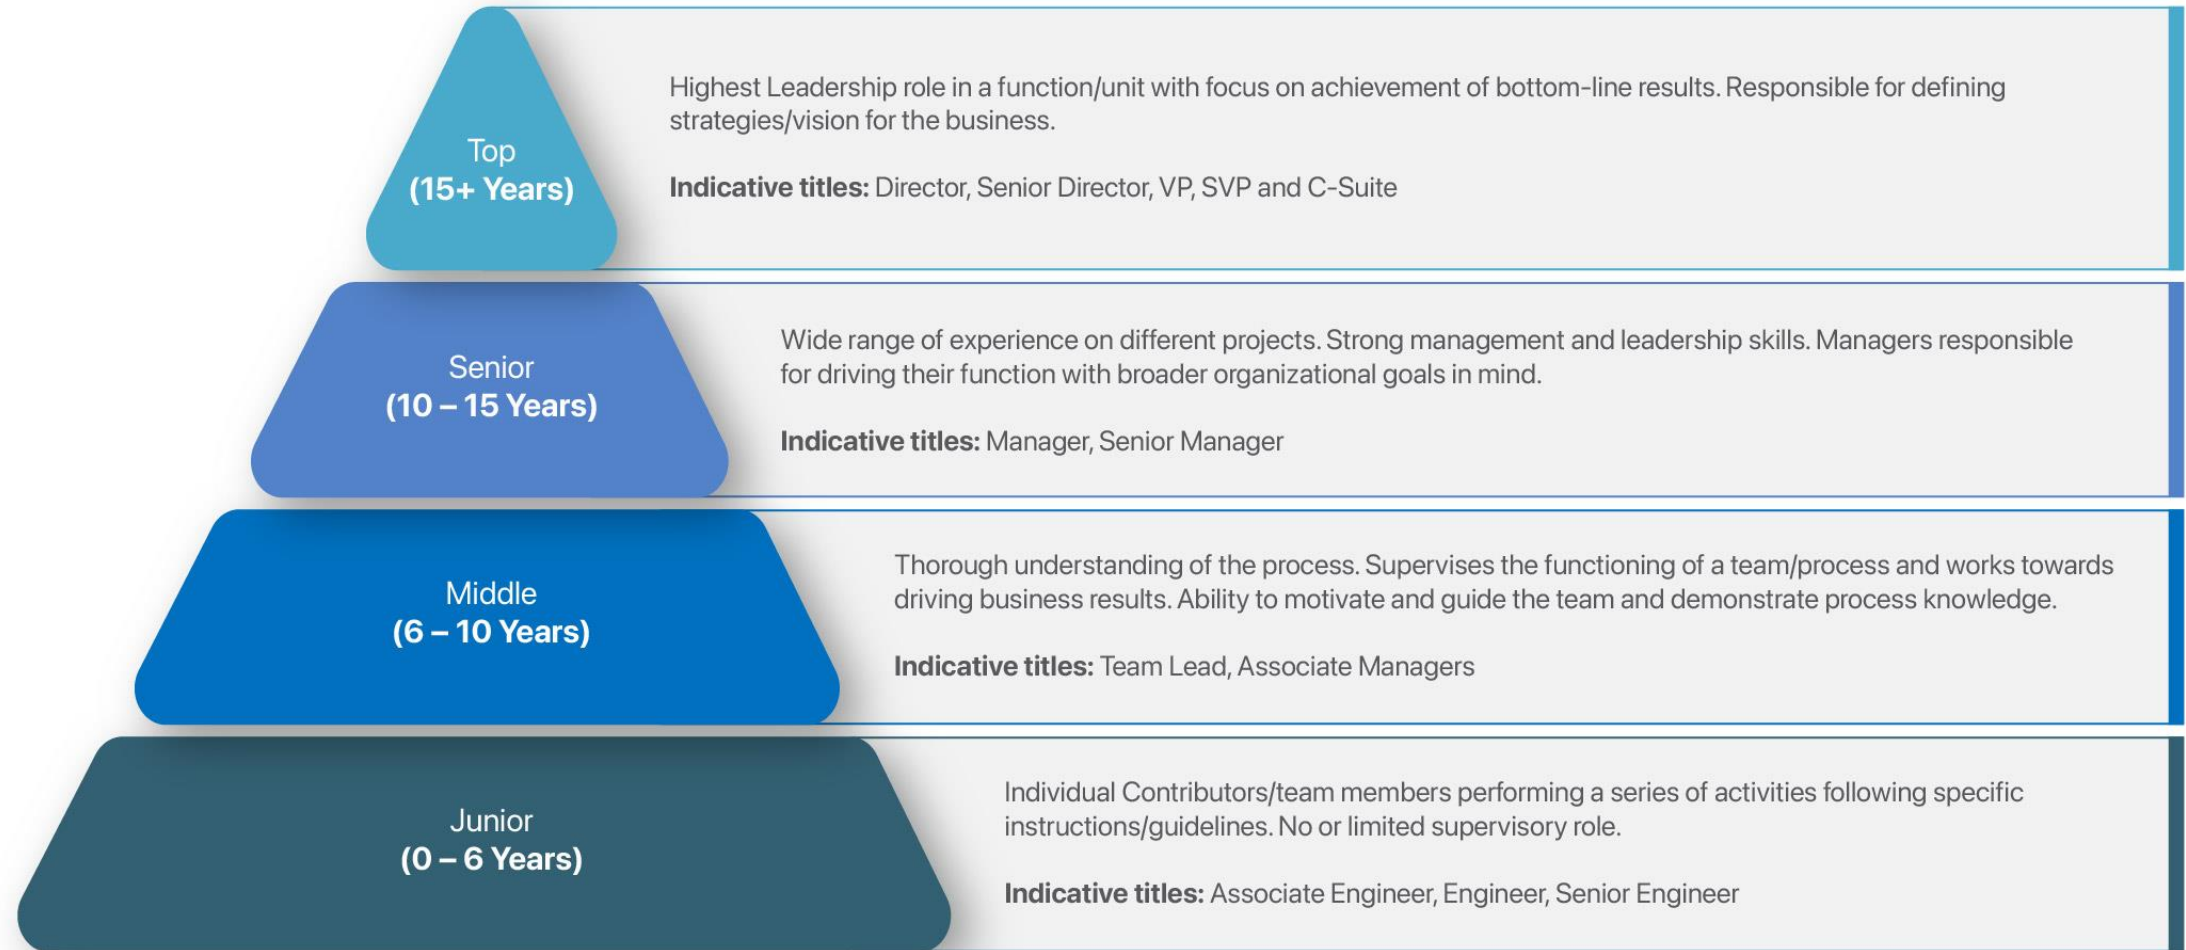 Top
(15+ Years)
Highest Leadership role in a function/unit with focus on achievement of bottom-line results. Responsible for defining
strategies/vision for the business.
Indicative titles: Director, Senior Director, VP, SVP and C-Suite
Senior
(10 – 15 Years)
Wide range of experience on different projects. Strong management and leadership skills. Managers responsible
for driving their function with broader organizational goals in mind.
Indicative titles: Manager, Senior Manager
Middle
(6 – 10 Years)
Thorough understanding of the process. Supervises the functioning of a team/process and works towards
driving business results. Ability to motivate and guide the team and demonstrate process knowledge.
Indicative titles: Team Lead, Associate Managers
Junior
(0 – 6 Years)
Individual Contributors/team members performing a series of activities following specific
instructions/guidelines. No or limited supervisory role.
Indicative titles: Associate Engineer, Engineer, Senior Engineer